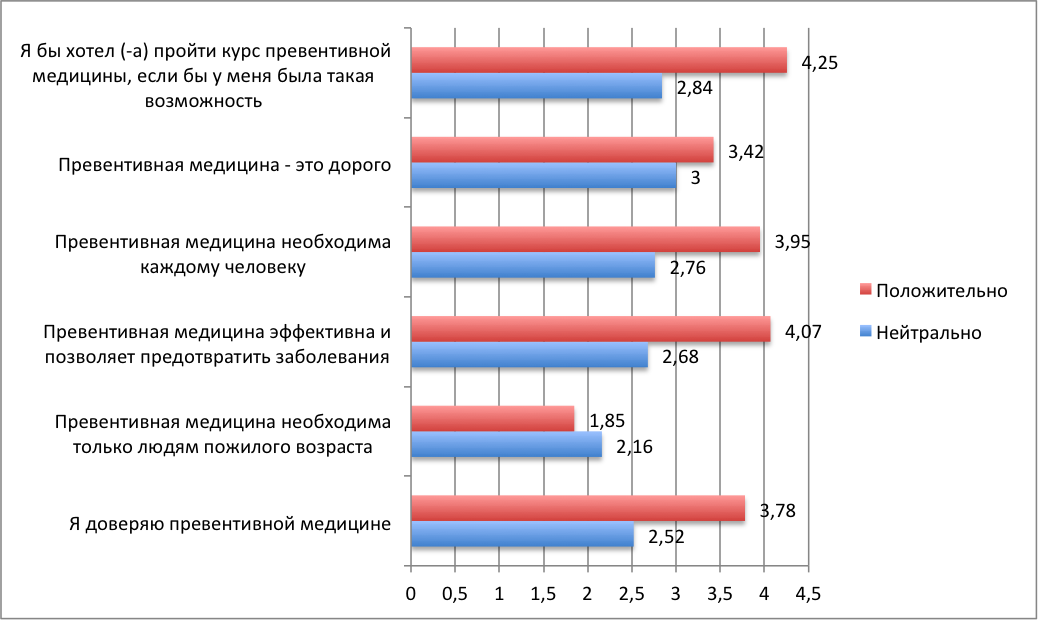 Я бы хотел (-а) пройти курс превентивной
медицины, если бы у меня была такая
возможность
4,25
2,84
Превентивная медицина - это дорого
3,42
3
Превентивная медицина необходима
каждому человеку
3,95
2,76
Превентивная медицина эффективна и
позволяет предотвратить заболевания
4,07
2,68
Превентивная медицина необходима
только людям пожилого возраста
1,85
2,16
Я доверяю превентивной медицине
3,78
2,52
0 0,5 1 1,5 2 2,5 3 3,5 4 4,5
Положительно
Нейтрально